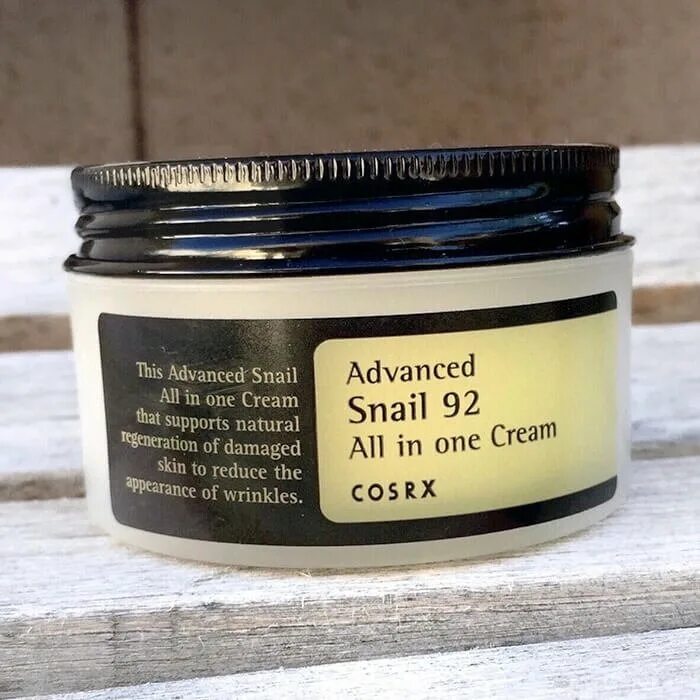 This Advanced Snail
All in one Cream
that supports natural
regeneration of damaged
skin to reduce the
appearance of wrinkles.
Advanced
Snail 92
All in one Cream
COSRX